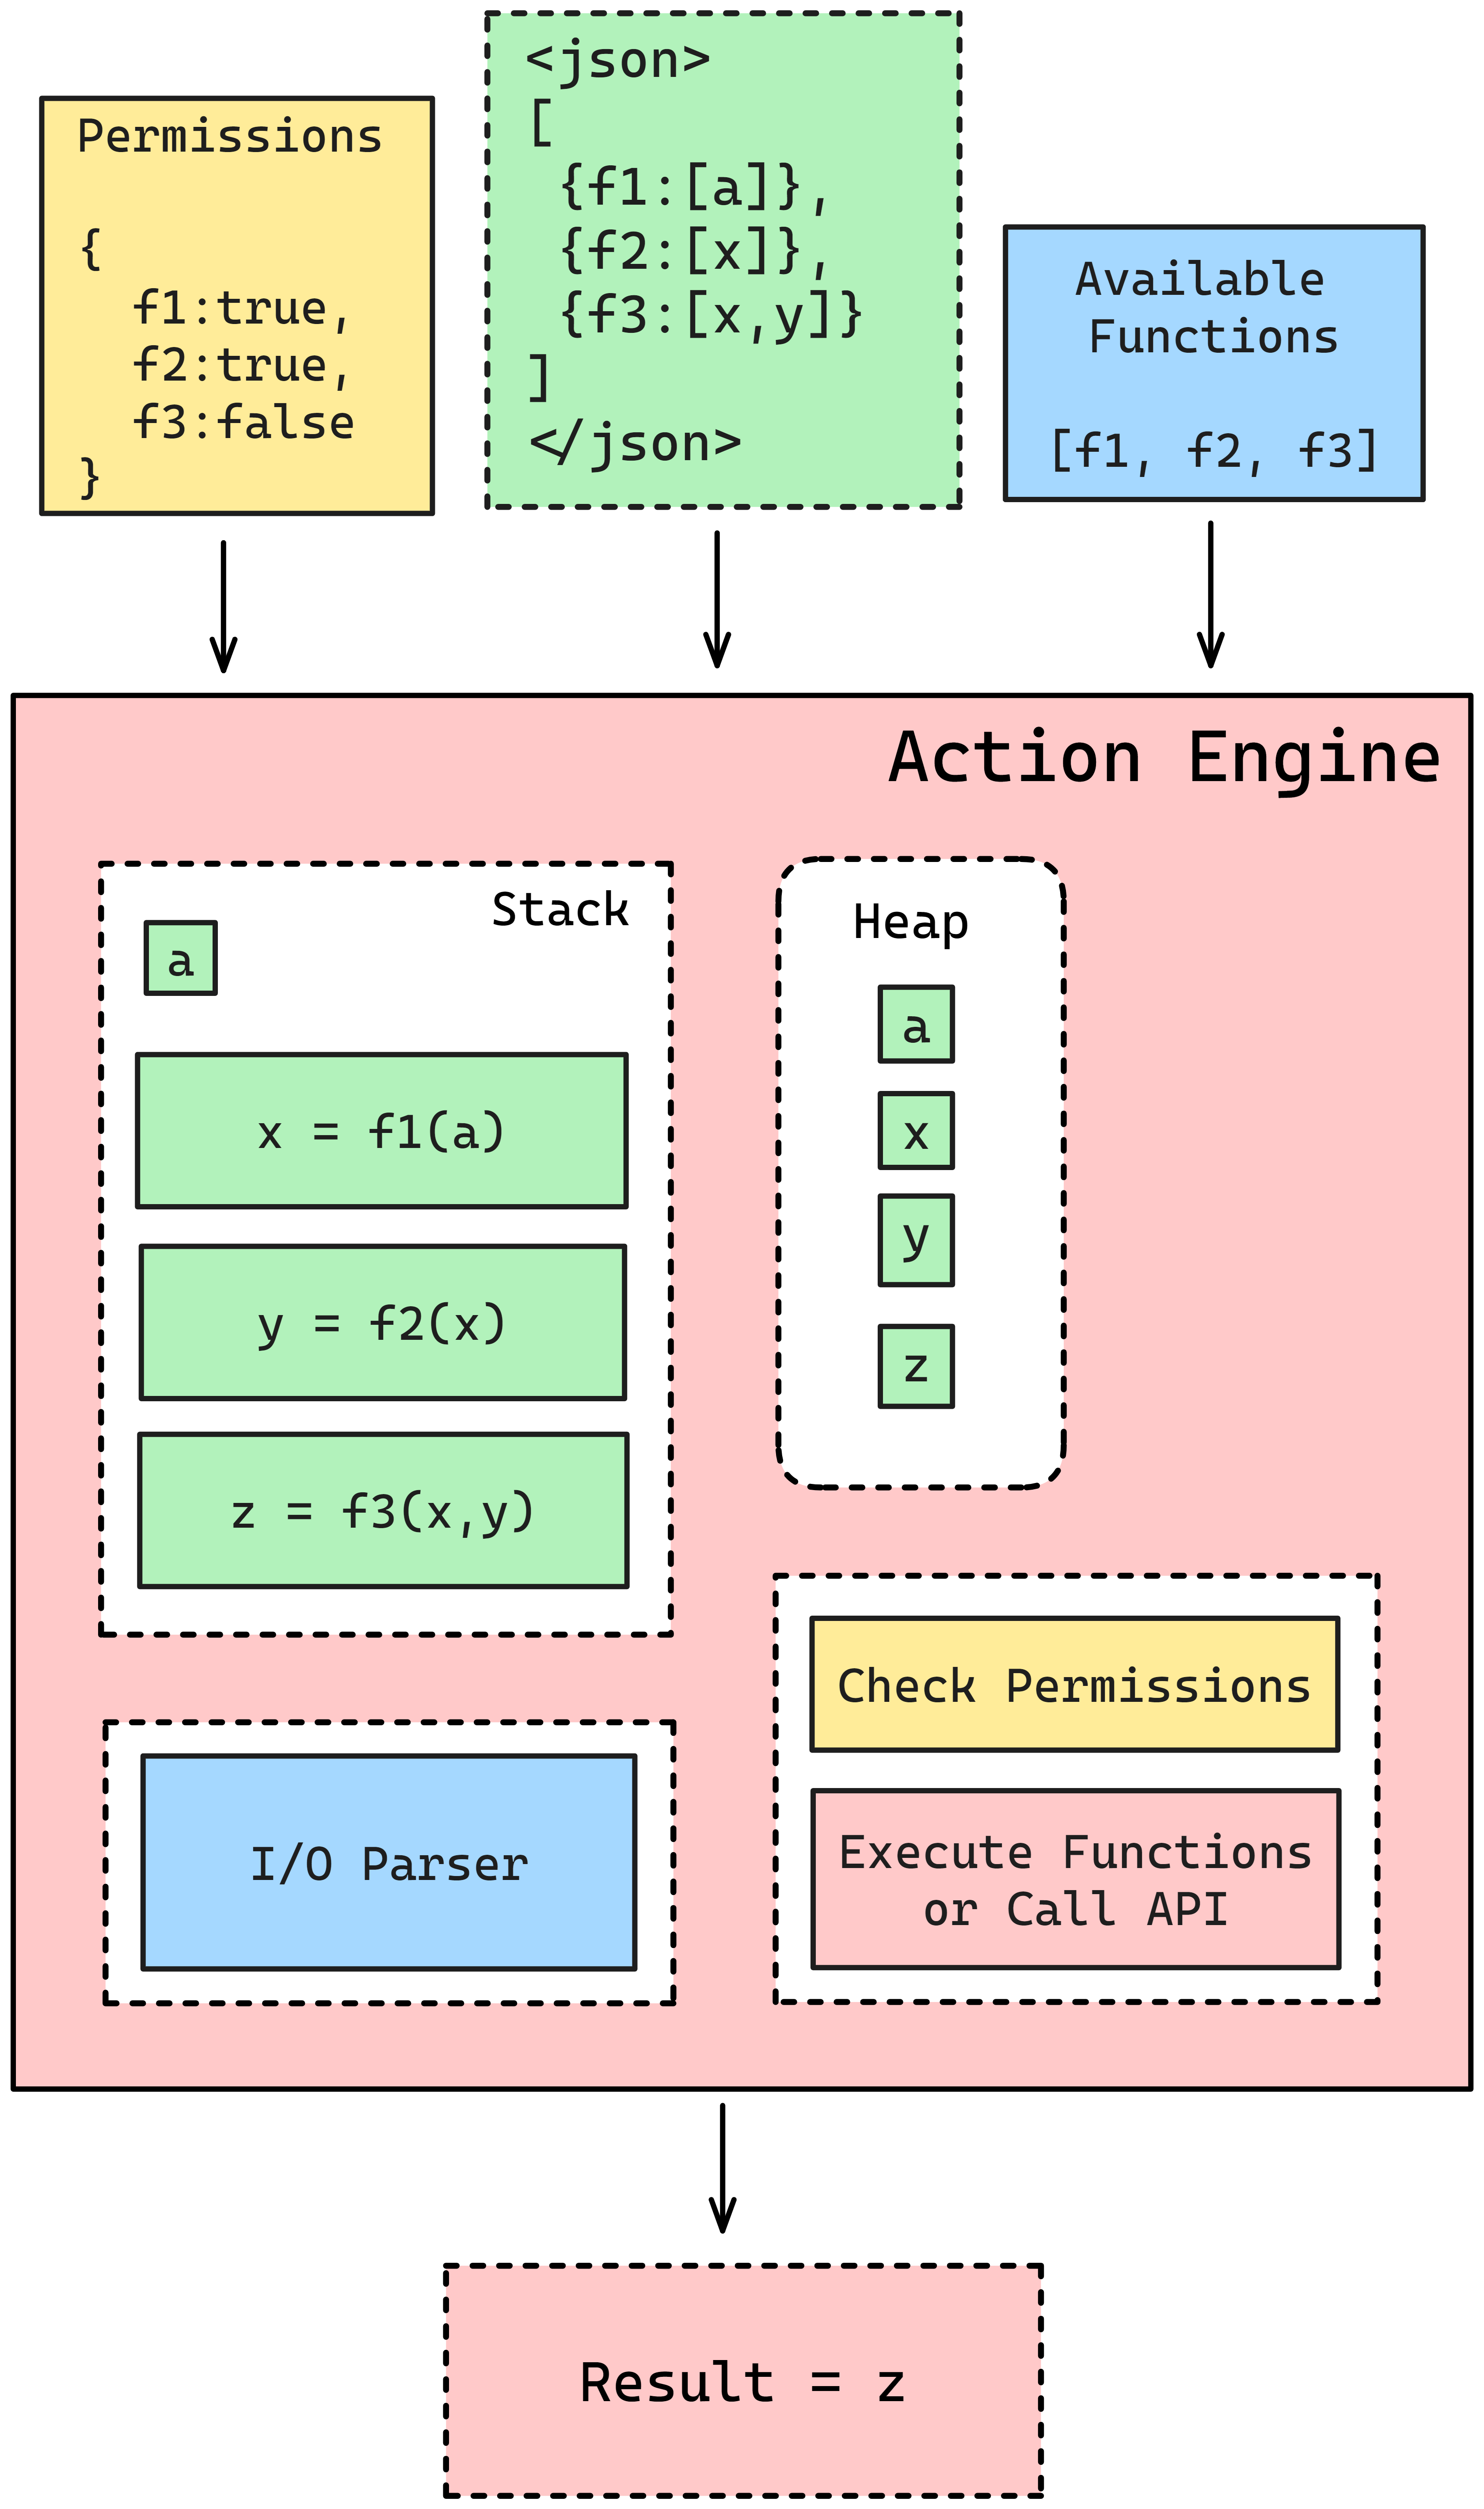 Permissions
{
f1:true,
f2:true,
f3:false
}
<json>
[
{f1:[a]},
{f2:[x]},
{f3:[x,y]}
]
</json>
Available
Functions
[f1, f2, f3]
Action Engine
Stack
a
x = f1(a)
y = f2(x)
z = f3(x,y)
Heap
a
x
y
z
I/O Parser
Check Permissions
Execute Functions
or Call API
Result = z